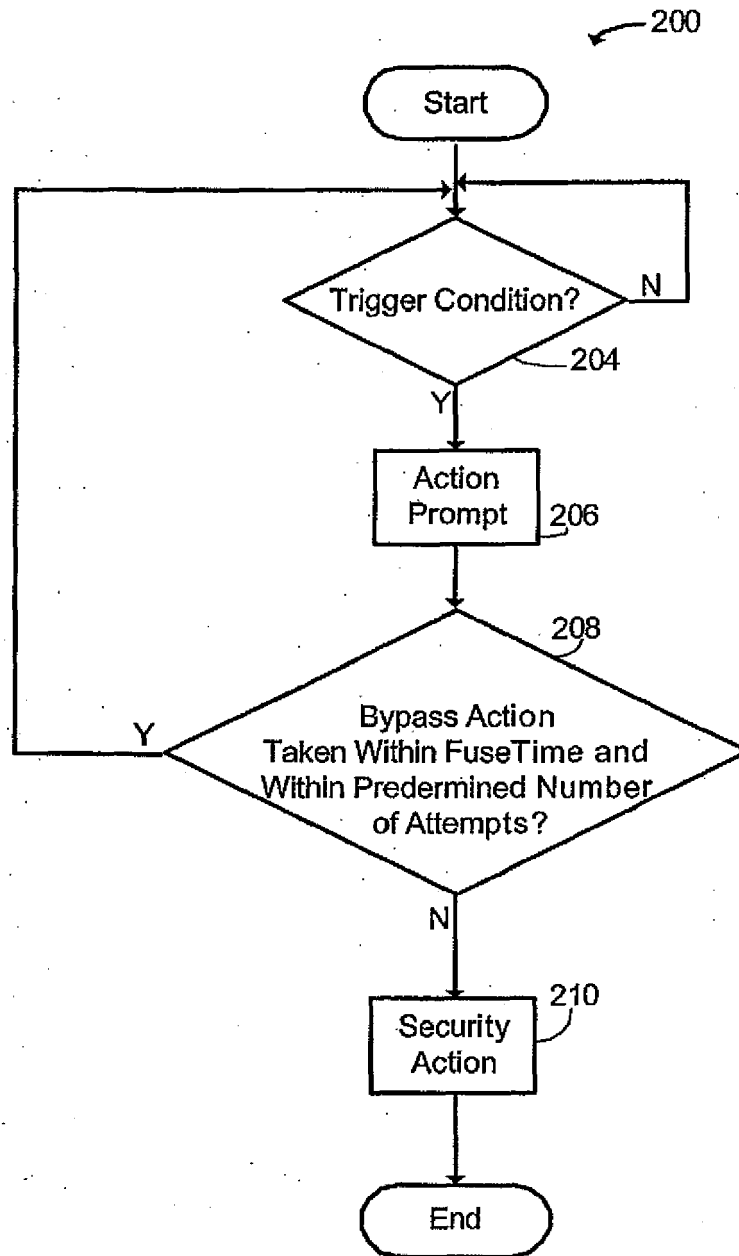 200
Start
Trigger Condition?
N
204
Y
Action
Prompt
206
208
Bypass Action
Taken Within FuseTime and
Within Predermined Number
of Attempts?
Y
N
210
Security
Action
End